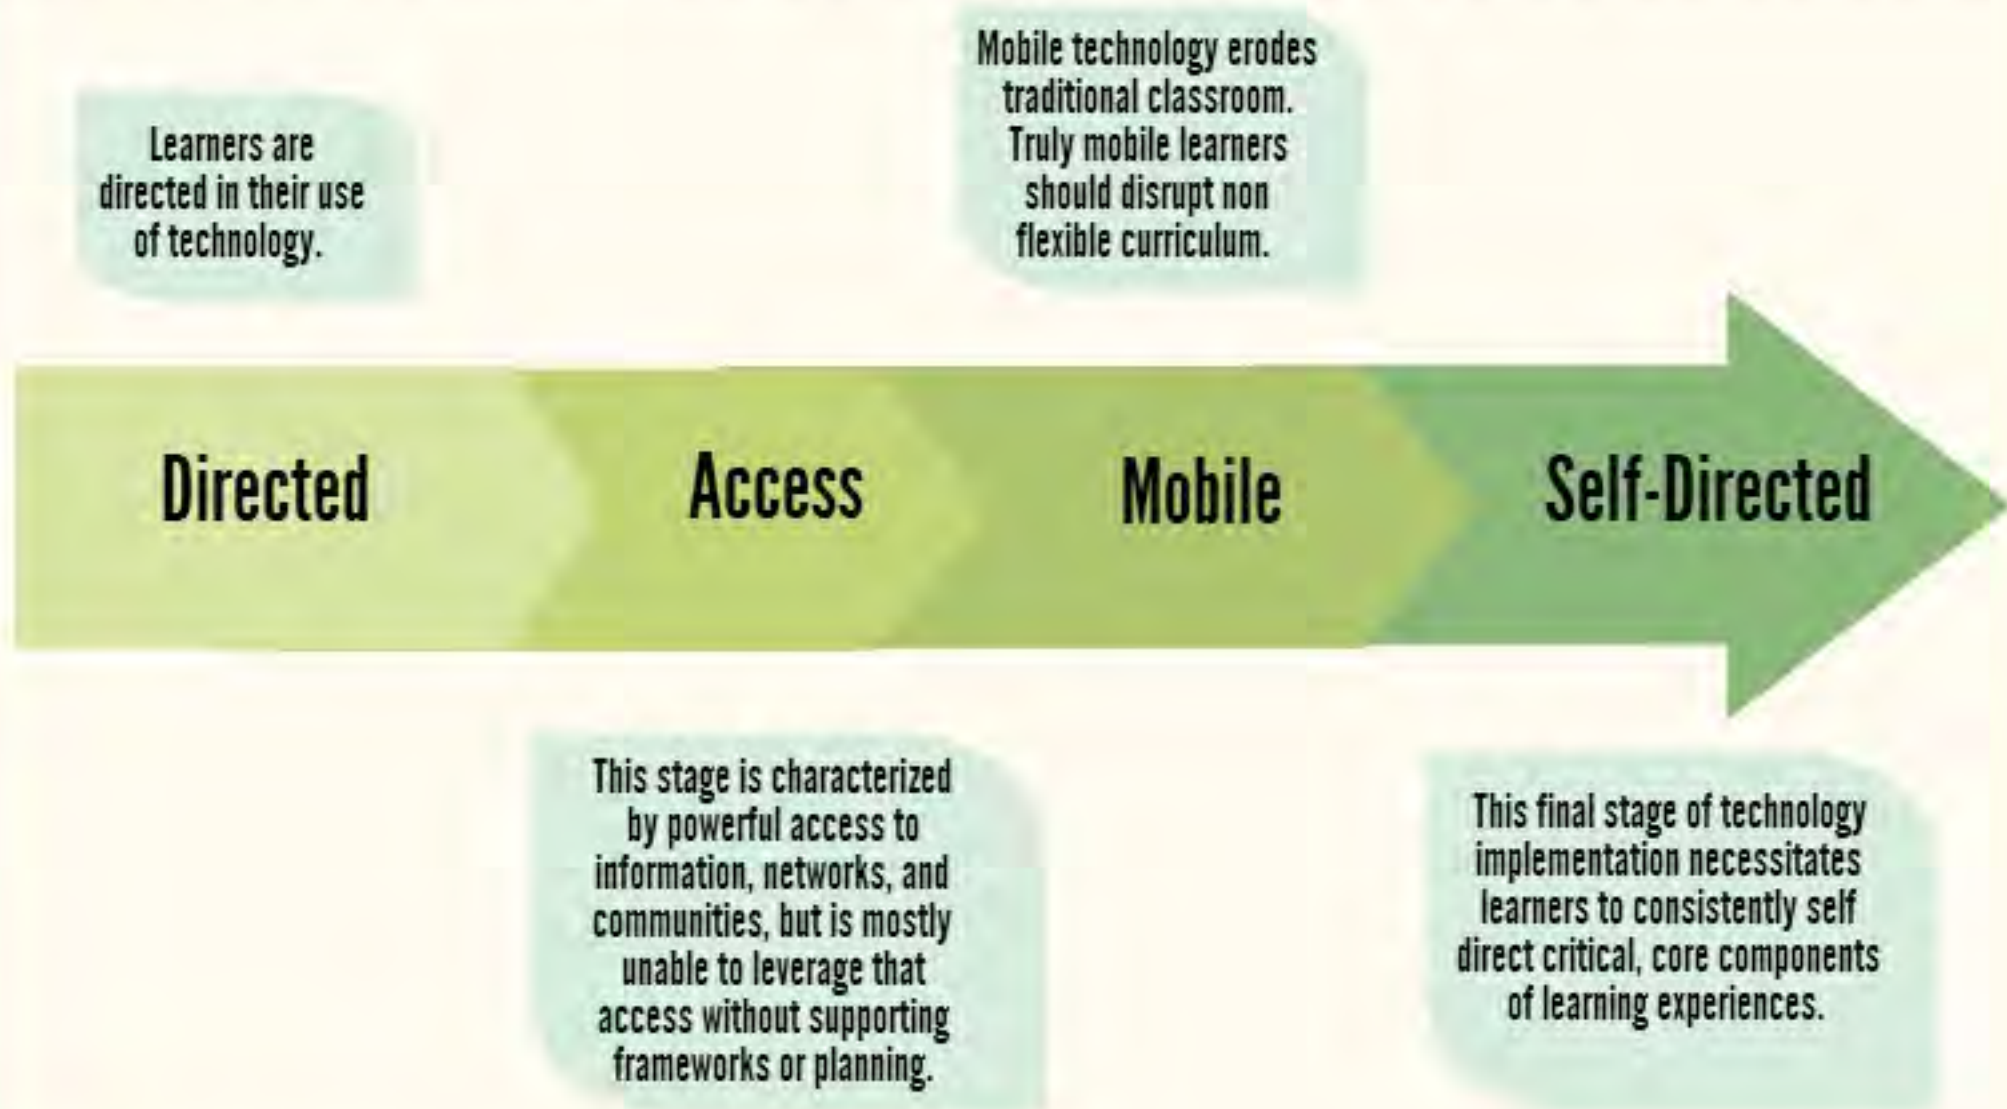 Learners are
directed in their use
of technology.
Mobile technology erodes
traditional classroom.
Truly mobile learners
should disrupt non
flexible curriculum.
Directed
Access
Mobile
Self-Directed
This stage is characterized
by powerful access to
information, networks, and
communities, but is mostly
unable to leverage that
access without supporting
frameworks or planning.
This final stage of technology
implementation necessitates
learners to consistently self
direct critical, core components
of learning experiences.